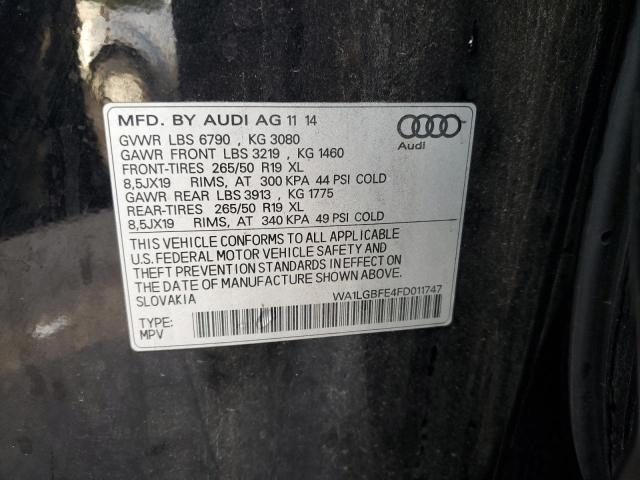 MFD. BY AUDI AG 11 14
GVWR LBS 6790 , KG 3080
GAWR FRONT LBS 3219 , KG 1460
FRONT-TIRES 265/50 R19 XL
8,5JX19 RIMS, AT 300 KPA 44 PSI COLD
GAWR REAR LBS 3913 , KG 1775
REAR-TIRES 265/50 R19 XL
8,5JX19 RIMS, AT 340 KPA 49 PSI COLD
Audi
THIS VEHICLE CONFORMS TO ALL APPLICABLE
U.S. FEDERAL MOTOR VEHICLE SAFETY AND
THEFT PREVENTION STANDARDS IN EFFECT ON
THE DATE OF MANUFACTURE SHOWN ABOVE.
SLOVAKIA WA1LGBFE4FD011747
TYPE:
MPV